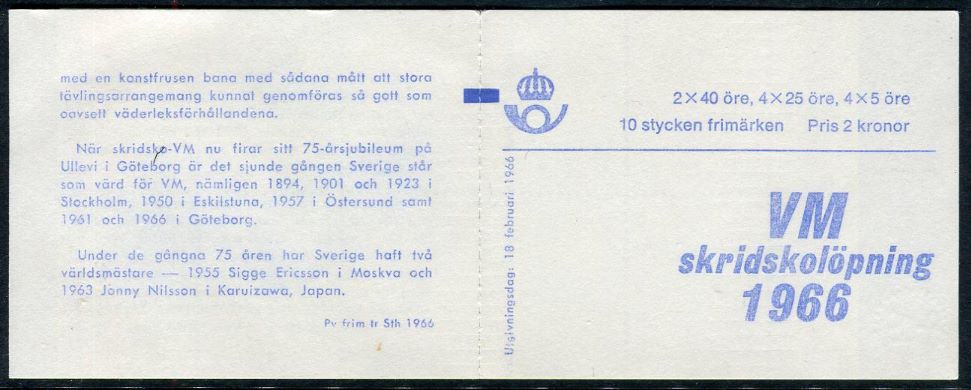 med en konstfrusen bana med sådana mått att stora
tävlingsarrangemang kunnat genomföras så gott som
oavsett väderleksförhållandena.
När skridsko-VM nu firar sitt 75-årsjubileum på
Ullevi i Göteborg är det sjunde gången Sverige står
som värd för VM, nämligen 1894, 1901 och 1923 i
Stockholm, 1950 i Eskilstuna, 1957 i Östersund samt
1961 och 1966 i Göteborg.
Under de gångna 75 åren har Sverige haft två
världsmästare — 1955 Sigge Ericsson i Moskva och
1963 Jonny Nilsson i Karuizawa, Japan.
Pv frim tr Sth 1966
Utgivningsdag: 18 februari 1966
2×40 öre, 4×25 öre, 4×5 öre
10 stycken frimärken Pris 2 kronor
VM
skridskolöpning
1966